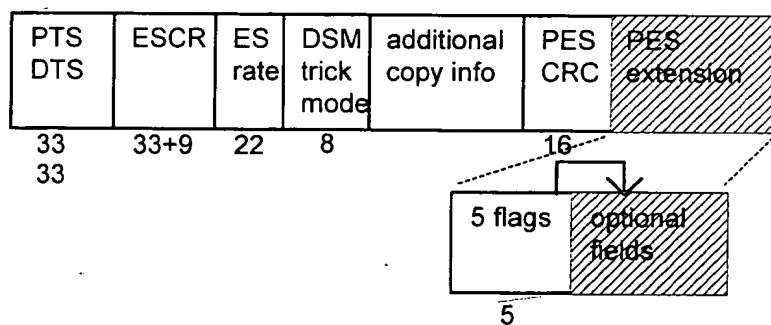 PTS DTS
ESCR
ES rate
DSM trick mode
additional copy info
PES CRC
PES extension
33
33
33+9
22
8
16
5 flags
optional fields
5